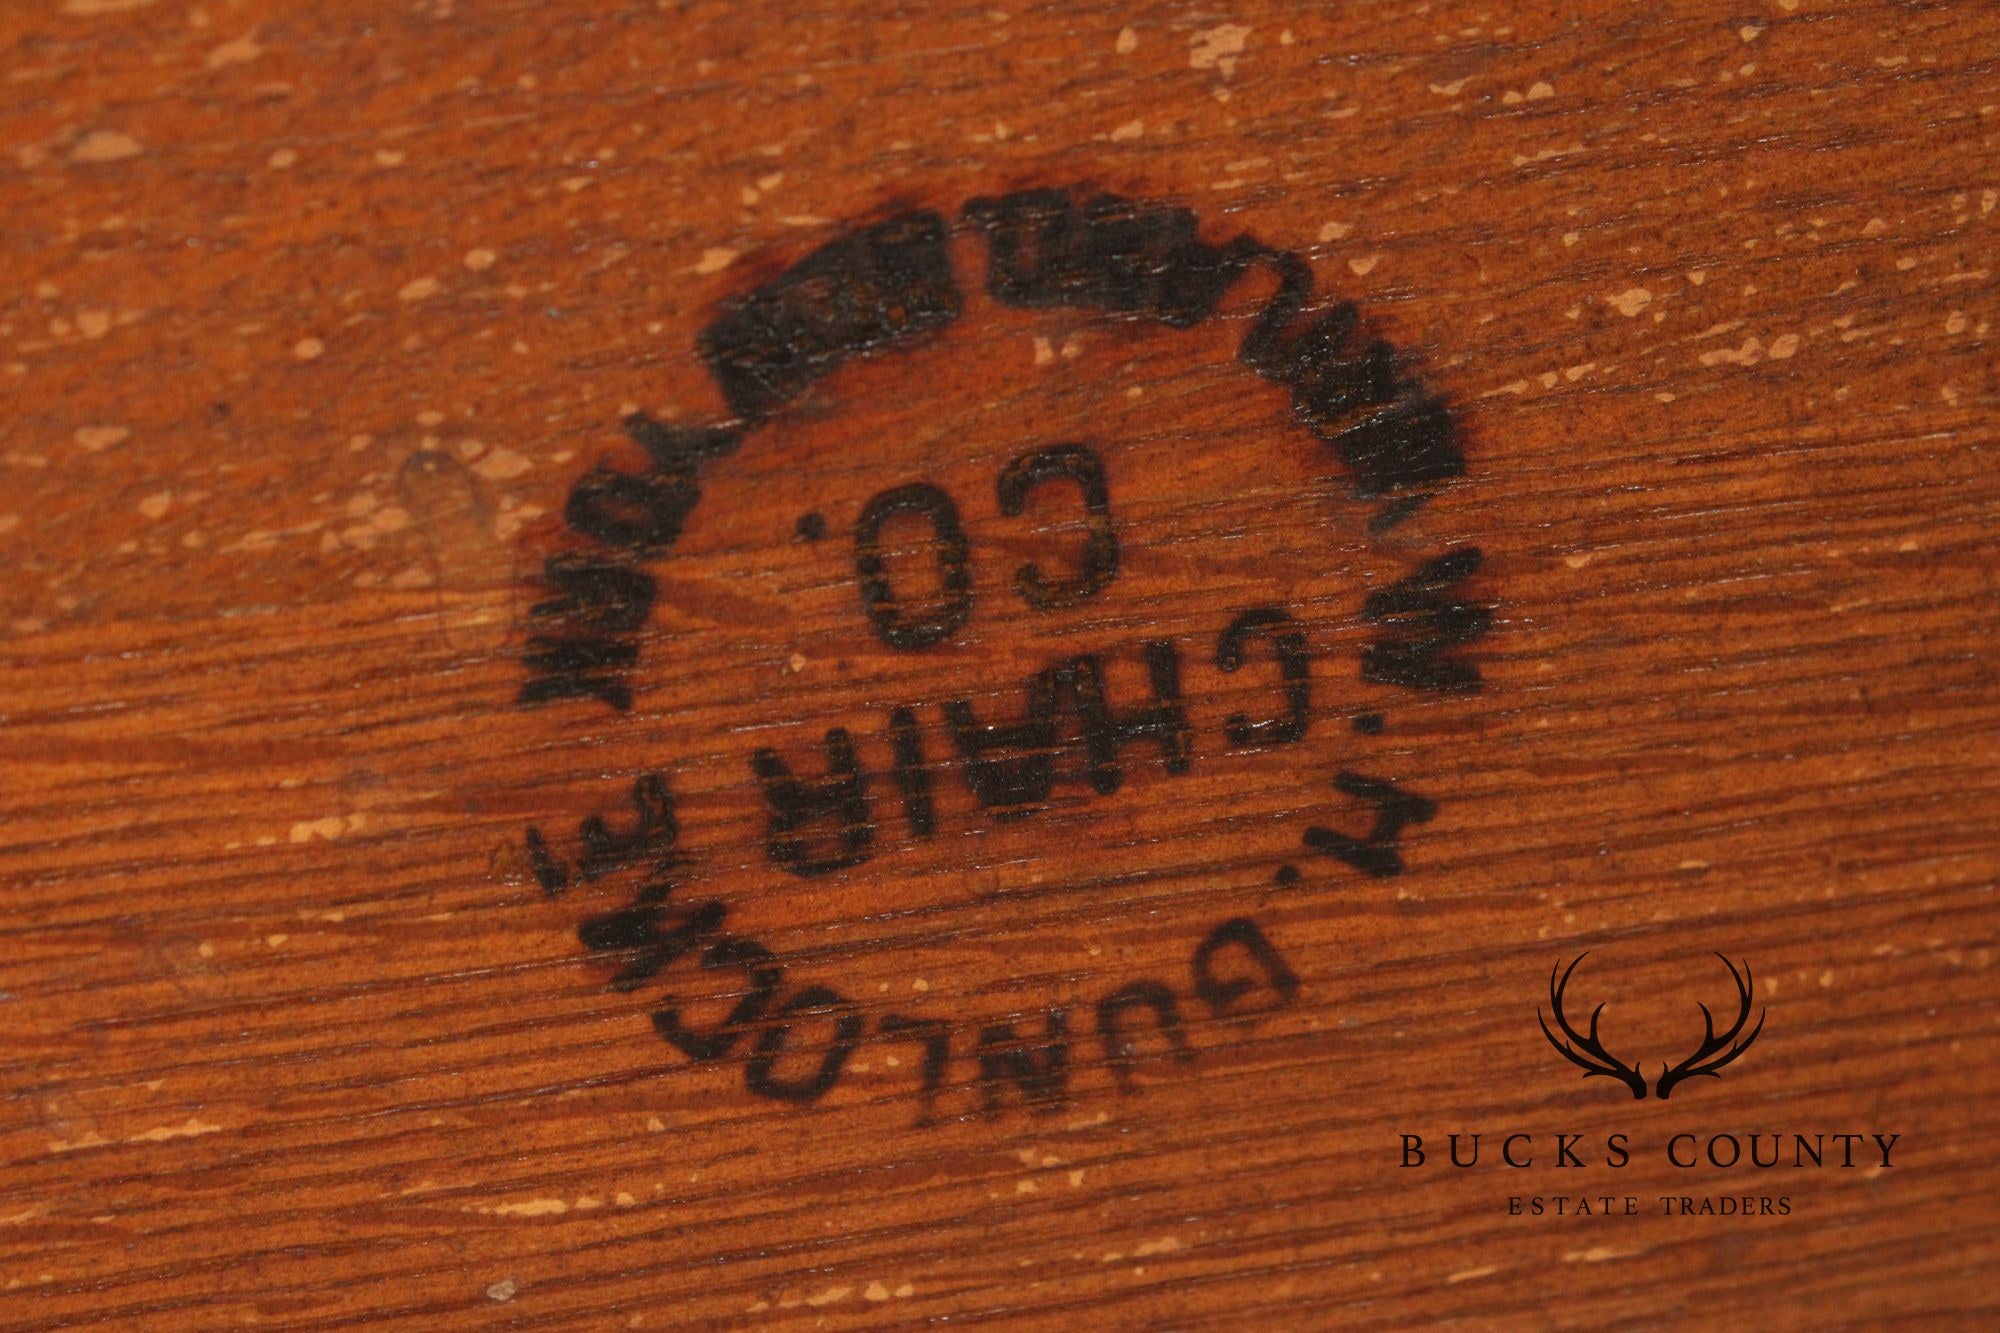 W. H. GUNLOCKE
CHAIR
CO.
BUCKS COUNTY
ESTATE TRADERS